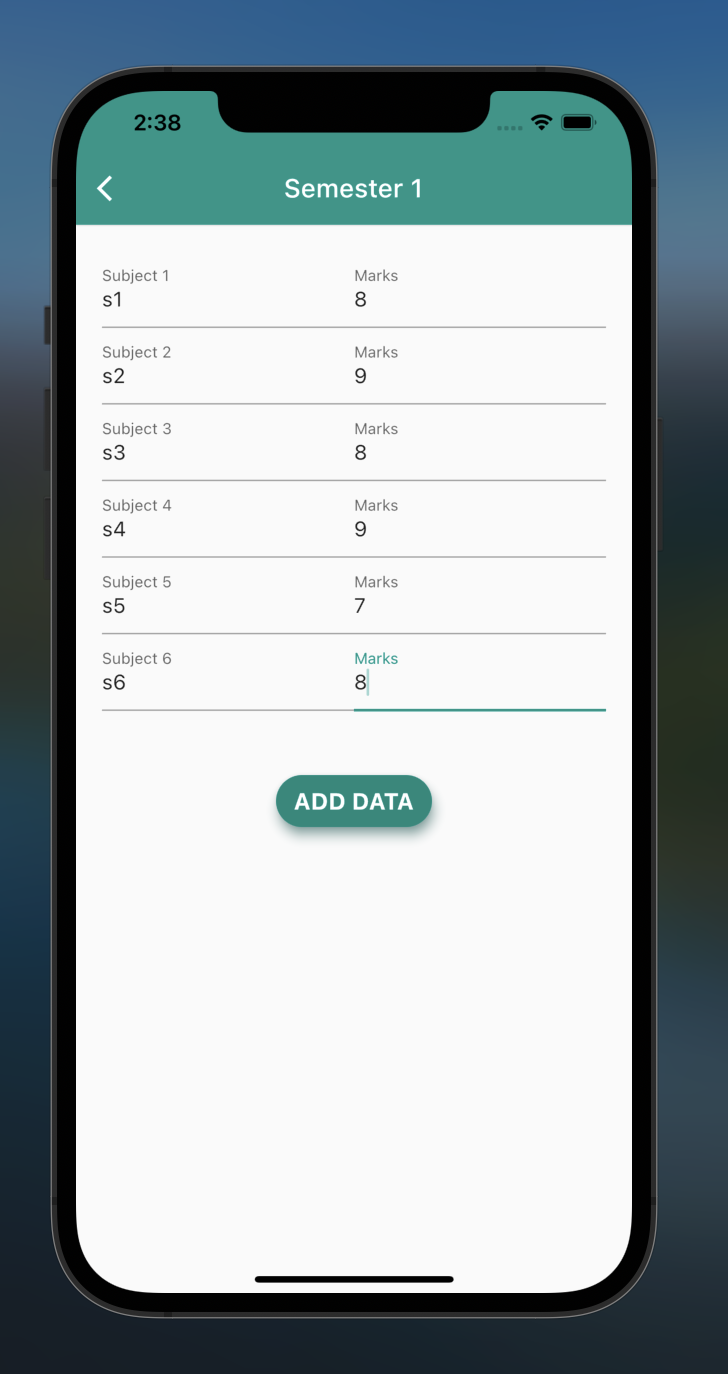 2:38
Semester 1
Subject 1 Marks
s1 8
Subject 2 Marks
s2 9
Subject 3 Marks
s3 8
Subject 4 Marks
s4 9
Subject 5 Marks
s5 7
Subject 6 Marks
s6 8
ADD DATA